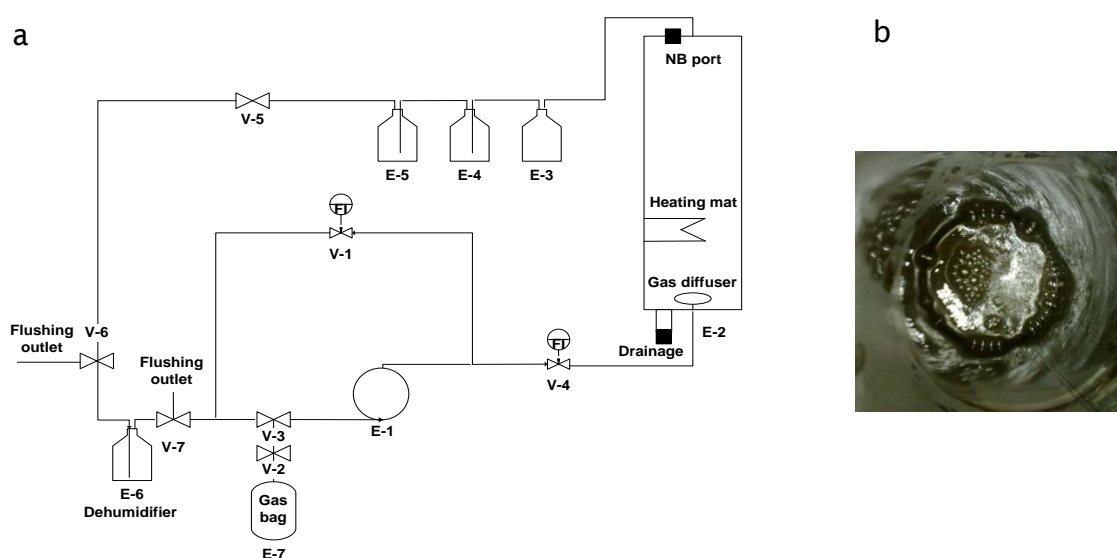 a
b
NB port
V-5
E-5
E-4
E-3
Heating mat
FI
V-1
Gas diffuser
E-2
Flushing
outlet
V-6
Flushing
outlet
FI
Drainage
V-4
V-7
V-3
E-1
V-2
E-6
Dehumidifier
Gas
bag
E-7